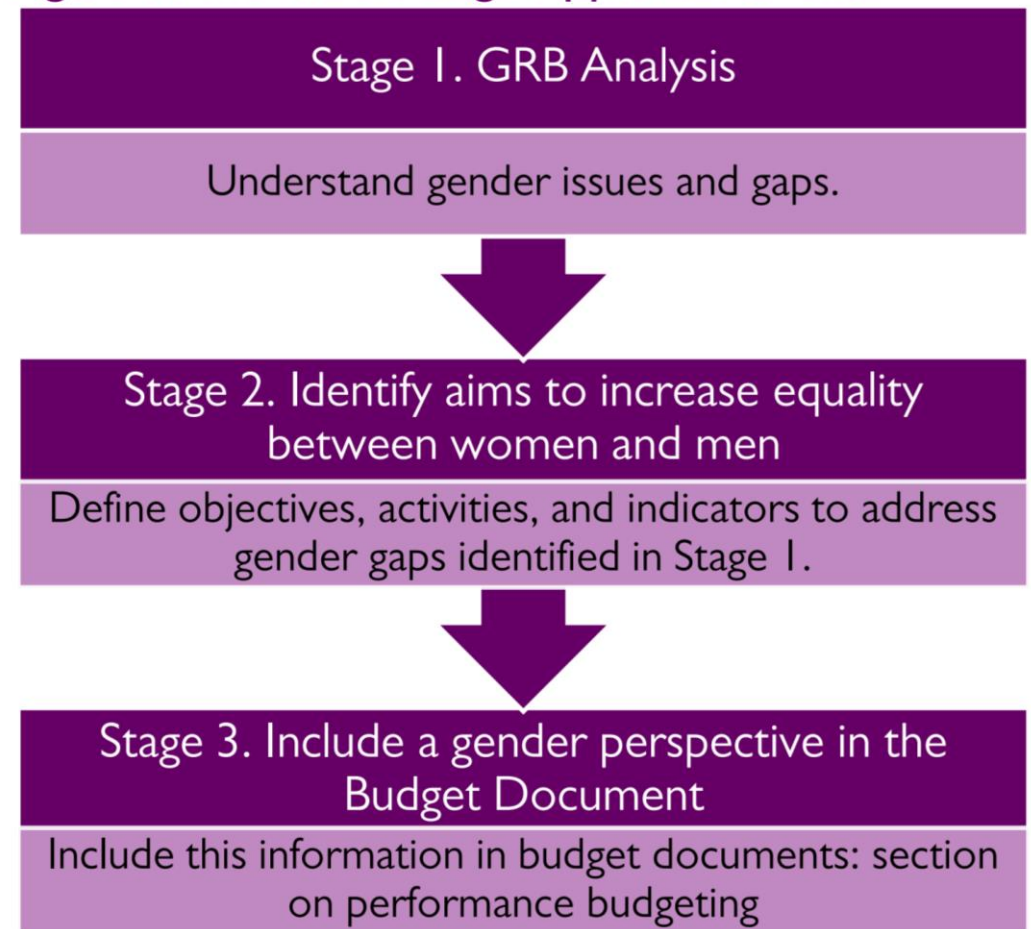 Stage 1. GRB Analysis
Understand gender issues and gaps.
Stage 2. Identify aims to increase equality
between women and men
Define objectives, activities, and indicators to address
gender gaps identified in Stage 1.
Stage 3. Include a gender perspective in the
Budget Document
Include this information in budget documents: section
on performance budgeting